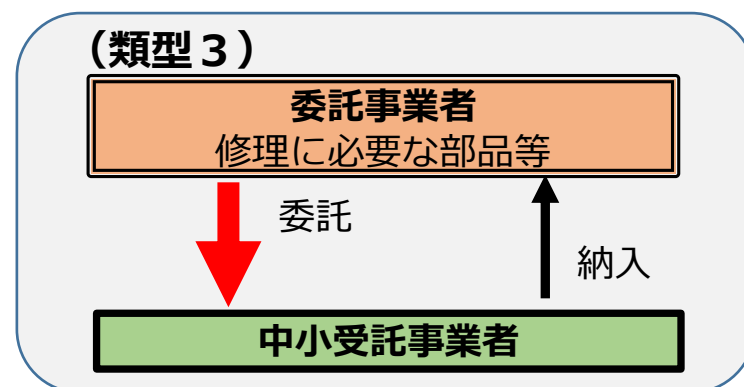 （類型３）
委託事業者
修理に必要な部品等
委託
納入
中小受託事業者